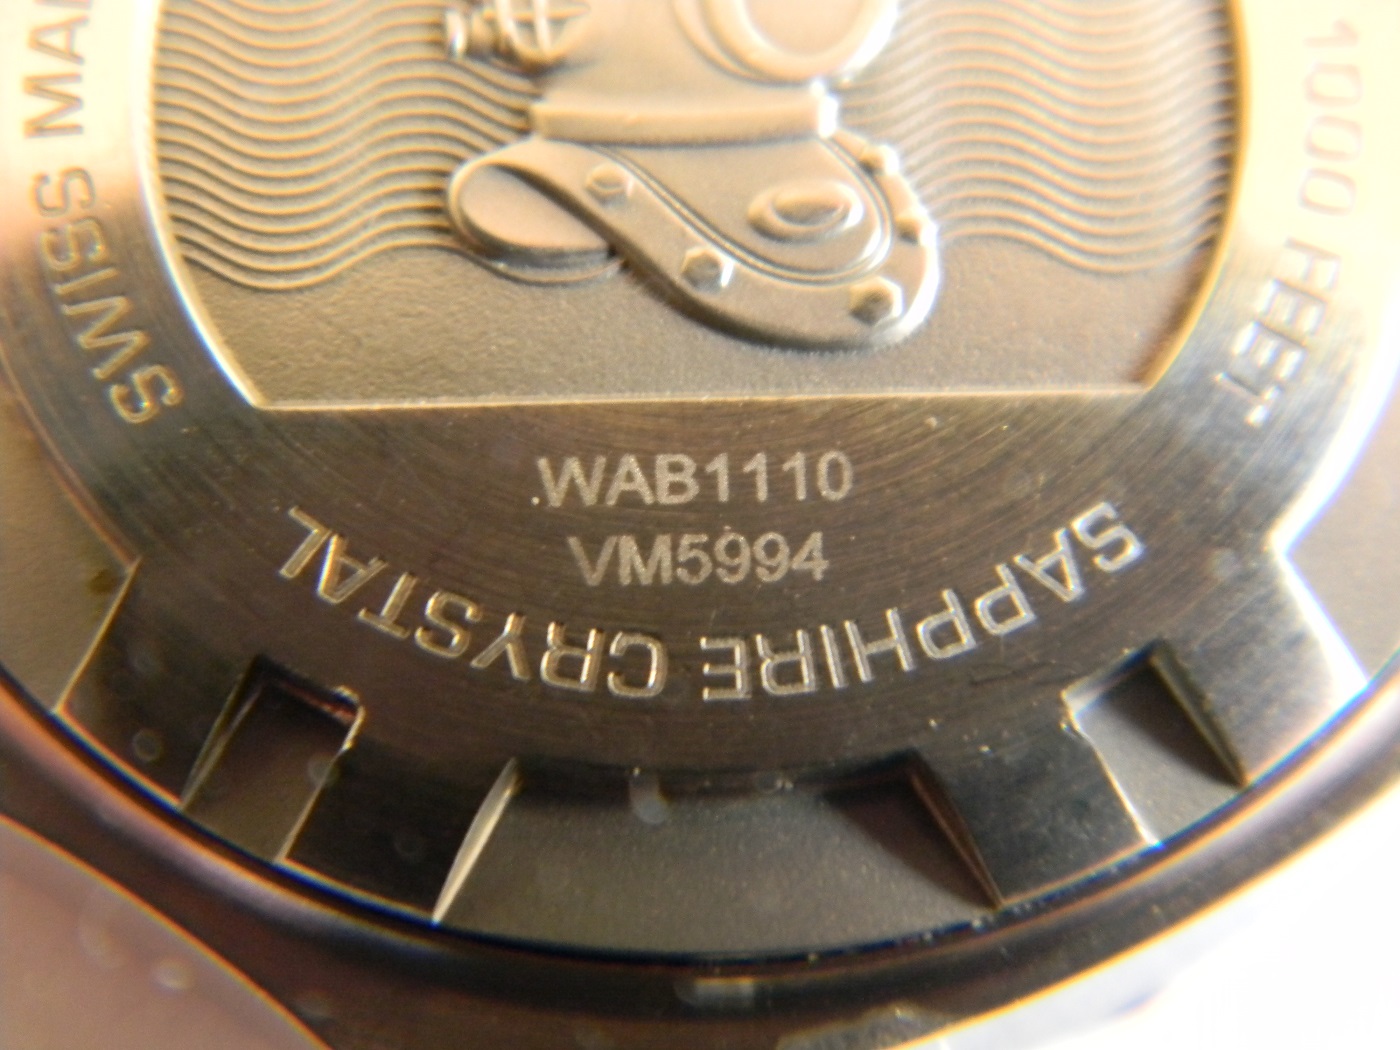 SWISS MA
1000 FEET
WAB1110
VM5994
SAPPHIRE CRYSTAL